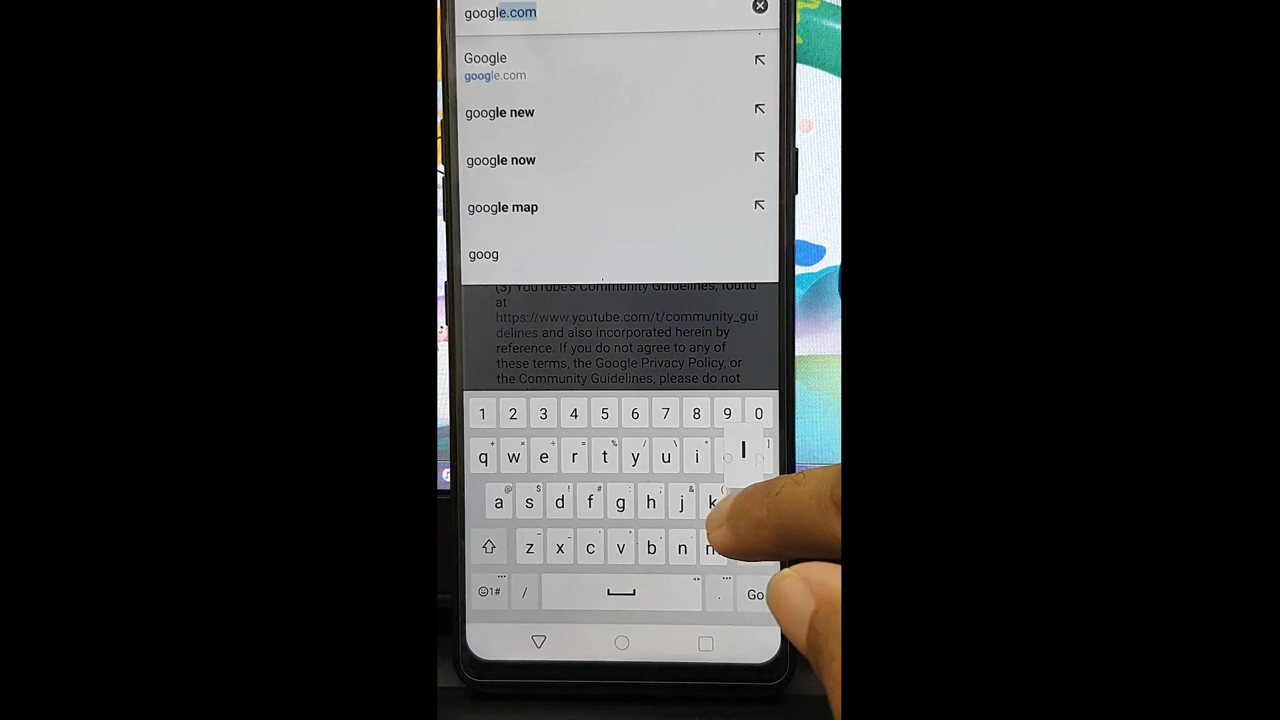 google.com
Google
google.com
google new
google now
google map
goog
(3) YouTube's Community Guidelines, found
at
https://www.youtube.com/t/community_gui
delines and also incorporated herein by
reference. If you do not agree to any of
these terms, the Google Privacy Policy, or
the Community Guidelines, please do not
1 2 3 4 5 6 7 8 9 0
q w e r t y u i o p
l
a s d f g h j k
z x c v b n m
1# / . Go